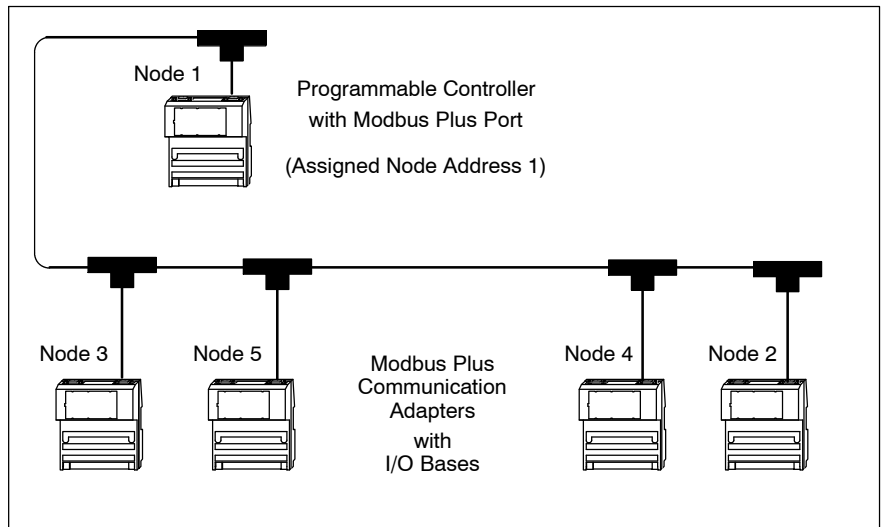 Node 1
Programmable Controller
with Modbus Plus Port
(Assigned Node Address 1)
Node 3
Node 5
Modbus Plus
Communication
Adapters
with
I/O Bases
Node 4
Node 2